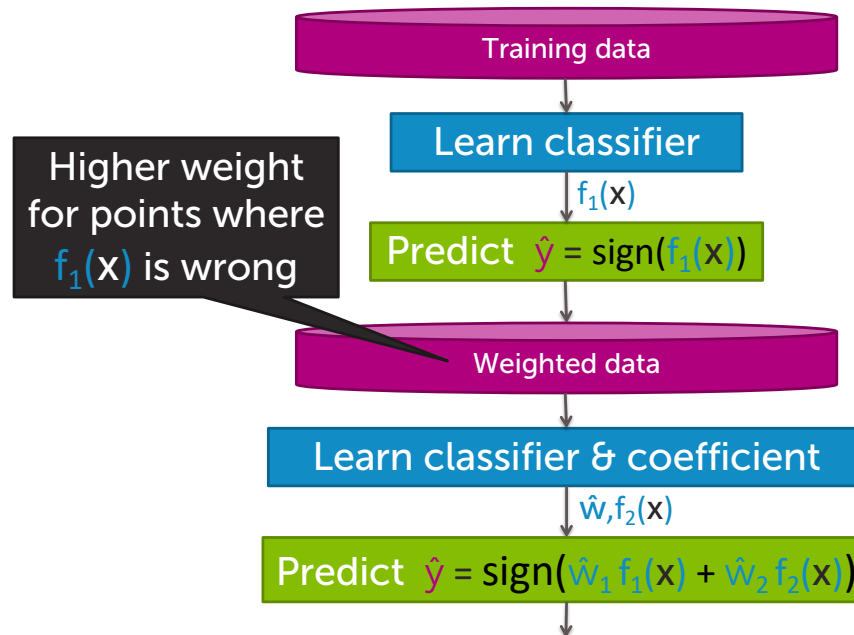 Training data
Learn classifier
f₁(x)
Predict ŷ = sign(f₁(x))
Higher weight
for points where
f₁(x) is wrong
Weighted data
Learn classifier & coefficient
ŵ,f₂(x)
Predict ŷ = sign(ŵ₁ f₁(x) + ŵ₂ f₂(x))